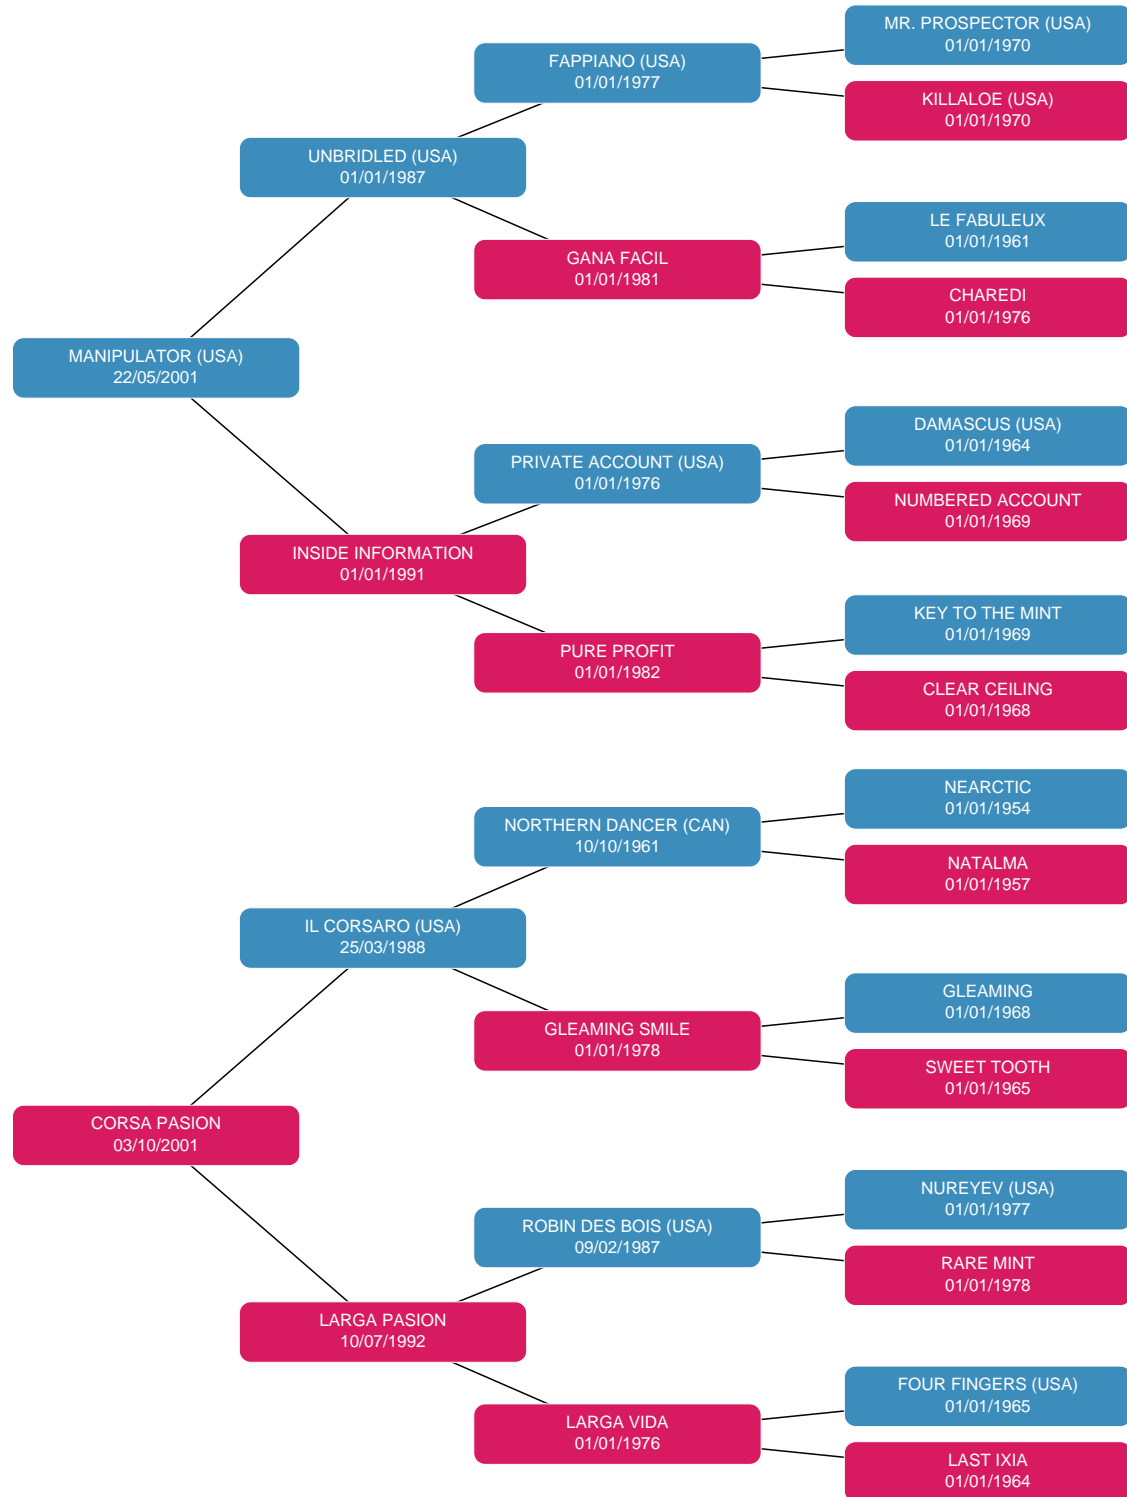 MR. PROSPECTOR (USA)
01/01/1970
FAPPIANO (USA)
01/01/1977
KILLALOE (USA)
01/01/1970
UNBRIDLED (USA)
01/01/1987
LE FABULEUX
01/01/1961
GANA FACIL
01/01/1981
CHAREDI
01/01/1976
MANIPULATOR (USA)
22/05/2001
DAMASCUS (USA)
01/01/1964
PRIVATE ACCOUNT (USA)
01/01/1976
NUMBERED ACCOUNT
01/01/1969
INSIDE INFORMATION
01/01/1991
KEY TO THE MINT
01/01/1969
PURE PROFIT
01/01/1982
CLEAR CEILING
01/01/1968
NEARCTIC
01/01/1954
NORTHERN DANCER (CAN)
10/10/1961
NATALMA
01/01/1957
IL CORSARO (USA)
25/03/1988
GLEAMING
01/01/1968
GLEAMING SMILE
01/01/1978
SWEET TOOTH
01/01/1965
CORSA PASION
03/10/2001
NUREYEV (USA)
01/01/1977
ROBIN DES BOIS (USA)
09/02/1987
RARE MINT
01/01/1978
LARGA PASION
10/07/1992
FOUR FINGERS (USA)
01/01/1965
LARGA VIDA
01/01/1976
LAST IXIA
01/01/1964